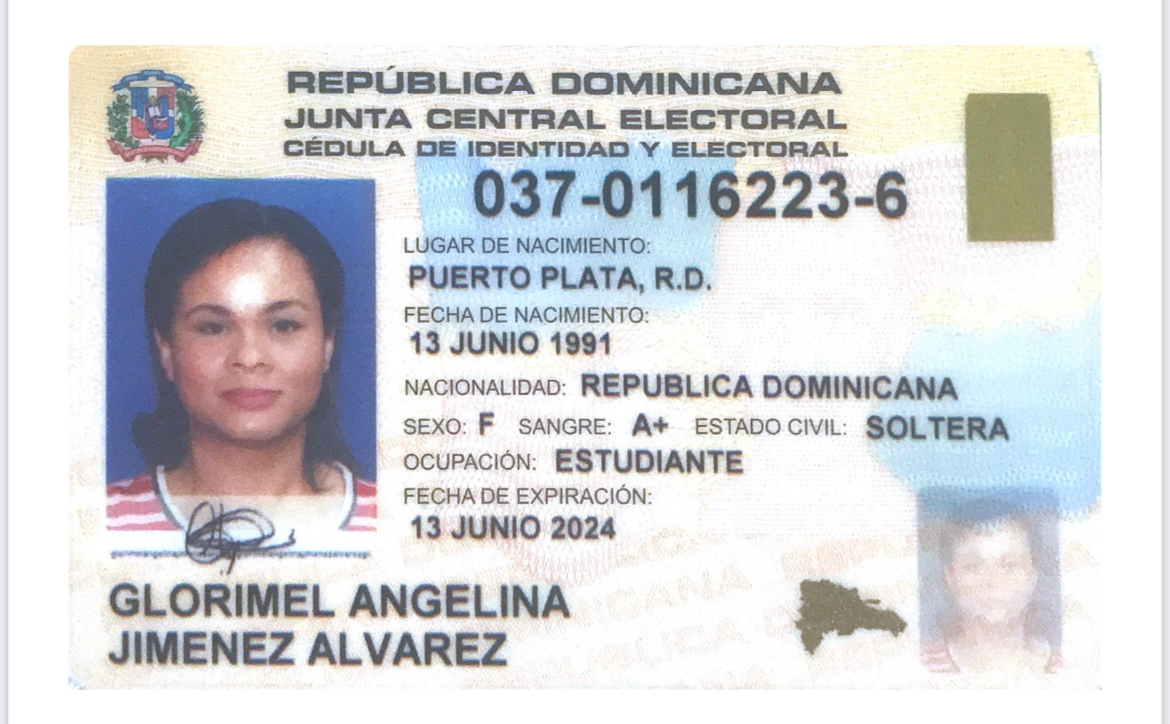 REPÚBLICA DOMINICANA
JUNTA CENTRAL ELECTORAL
CÉDULA DE IDENTIDAD Y ELECTORAL
037-0116223-6
LUGAR DE NACIMIENTO:
PUERTO PLATA, R.D.
FECHA DE NACIMIENTO:
13 JUNIO 1991
NACIONALIDAD: REPUBLICA DOMINICANA
SEXO: F SANGRE: A+ ESTADO CIVIL: SOLTERA
OCUPACIÓN: ESTUDIANTE
FECHA DE EXPIRACIÓN:
13 JUNIO 2024
GLORIMEL ANGELINA
JIMENEZ ALVAREZ